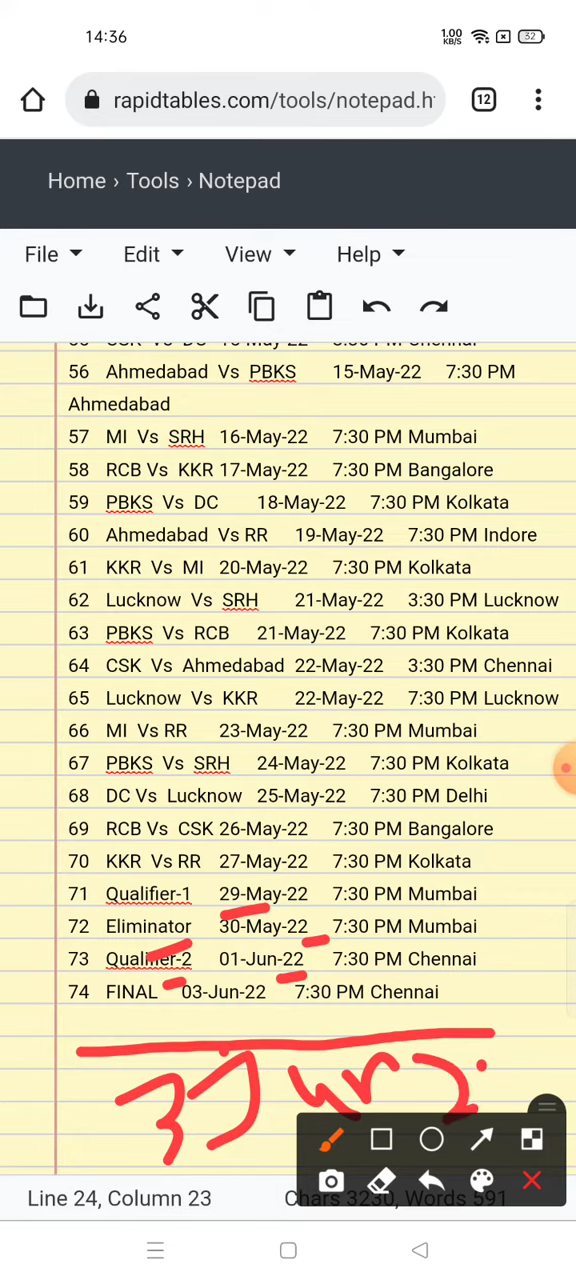 14:36
1.00 KB/S
32
rapidtables.com/tools/notepad.h
12
Home › Tools › Notepad
File Edit View Help
56 Ahmedabad Vs PBKS 15-May-22 7:30 PM
Ahmedabad
57 MI Vs SRH 16-May-22 7:30 PM Mumbai
58 RCB Vs KKR 17-May-22 7:30 PM Bangalore
59 PBKS Vs DC 18-May-22 7:30 PM Kolkata
60 Ahmedabad Vs RR 19-May-22 7:30 PM Indore
61 KKR Vs MI 20-May-22 7:30 PM Kolkata
62 Lucknow Vs SRH 21-May-22 3:30 PM Lucknow
63 PBKS Vs RCB 21-May-22 7:30 PM Kolkata
64 CSK Vs Ahmedabad 22-May-22 3:30 PM Chennai
65 Lucknow Vs KKR 22-May-22 7:30 PM Lucknow
66 MI Vs RR 23-May-22 7:30 PM Mumbai
67 PBKS Vs SRH 24-May-22 7:30 PM Kolkata
68 DC Vs Lucknow 25-May-22 7:30 PM Delhi
69 RCB Vs CSK 26-May-22 7:30 PM Bangalore
70 KKR Vs RR 27-May-22 7:30 PM Kolkata
71 Qualifier-1 29-May-22 7:30 PM Mumbai
72 Eliminator 30-May-22 7:30 PM Mumbai
73 Qualifier-2 01-Jun-22 7:30 PM Chennai
74 FINAL 03-Jun-22 7:30 PM Chennai
Line 24, Column 23 Chars 3230, Words 591